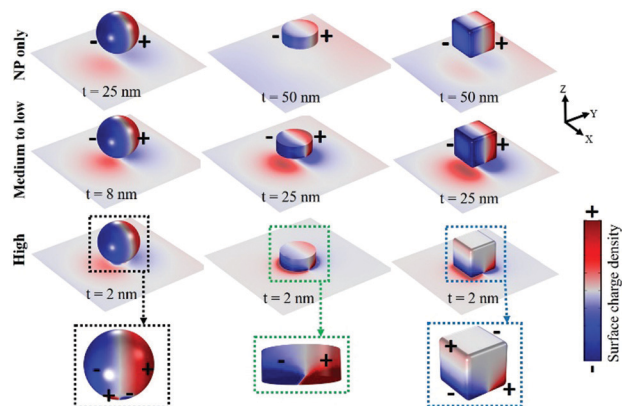 NP only
- +
- +
- +
t = 25 nm
t = 50 nm
t = 50 nm
Z
Y
X
Medium to low
- +
- +
- +
t = 8 nm
t = 25 nm
t = 25 nm
High
t = 2 nm
t = 2 nm
t = 2 nm
+
Surface charge density
-
- +
+ -
- +
+ -
- +